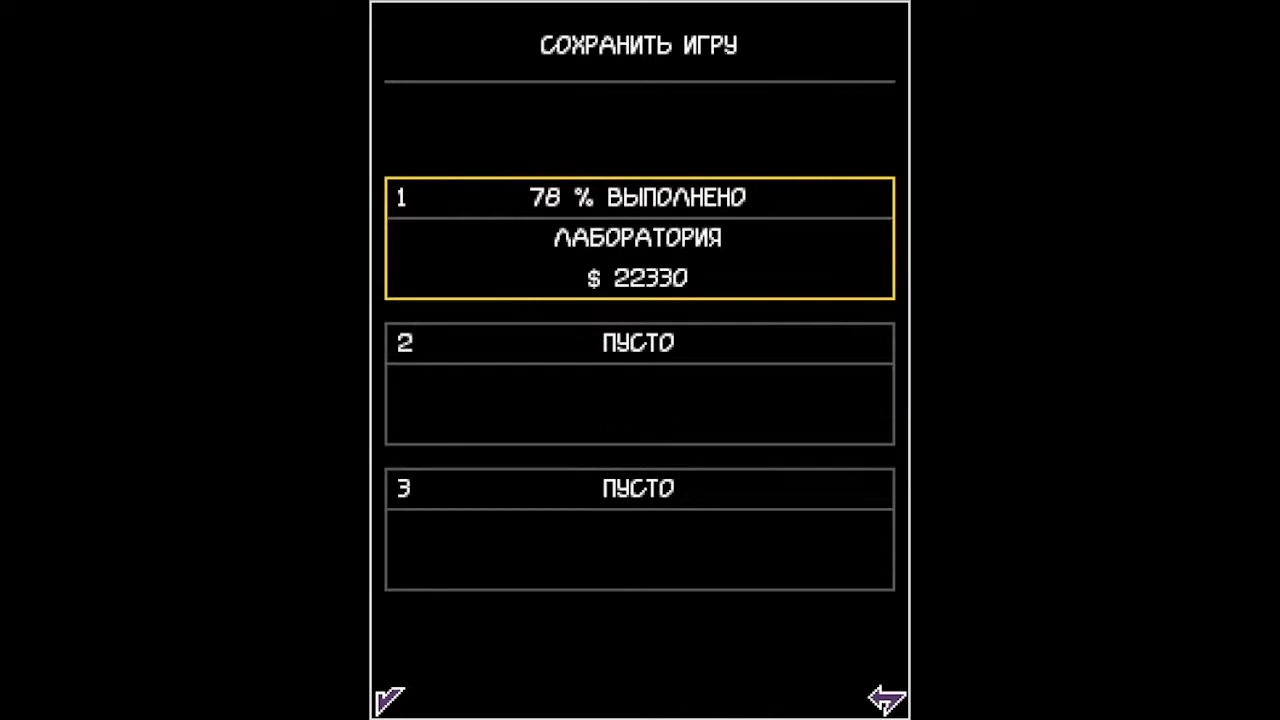 СОХРАНИТЬ ИГРУ
1 78 % ВЫПОЛНЕНО
ЛАБОРАТОРИЯ
$ 22330
2 ПУСТО
3 ПУСТО